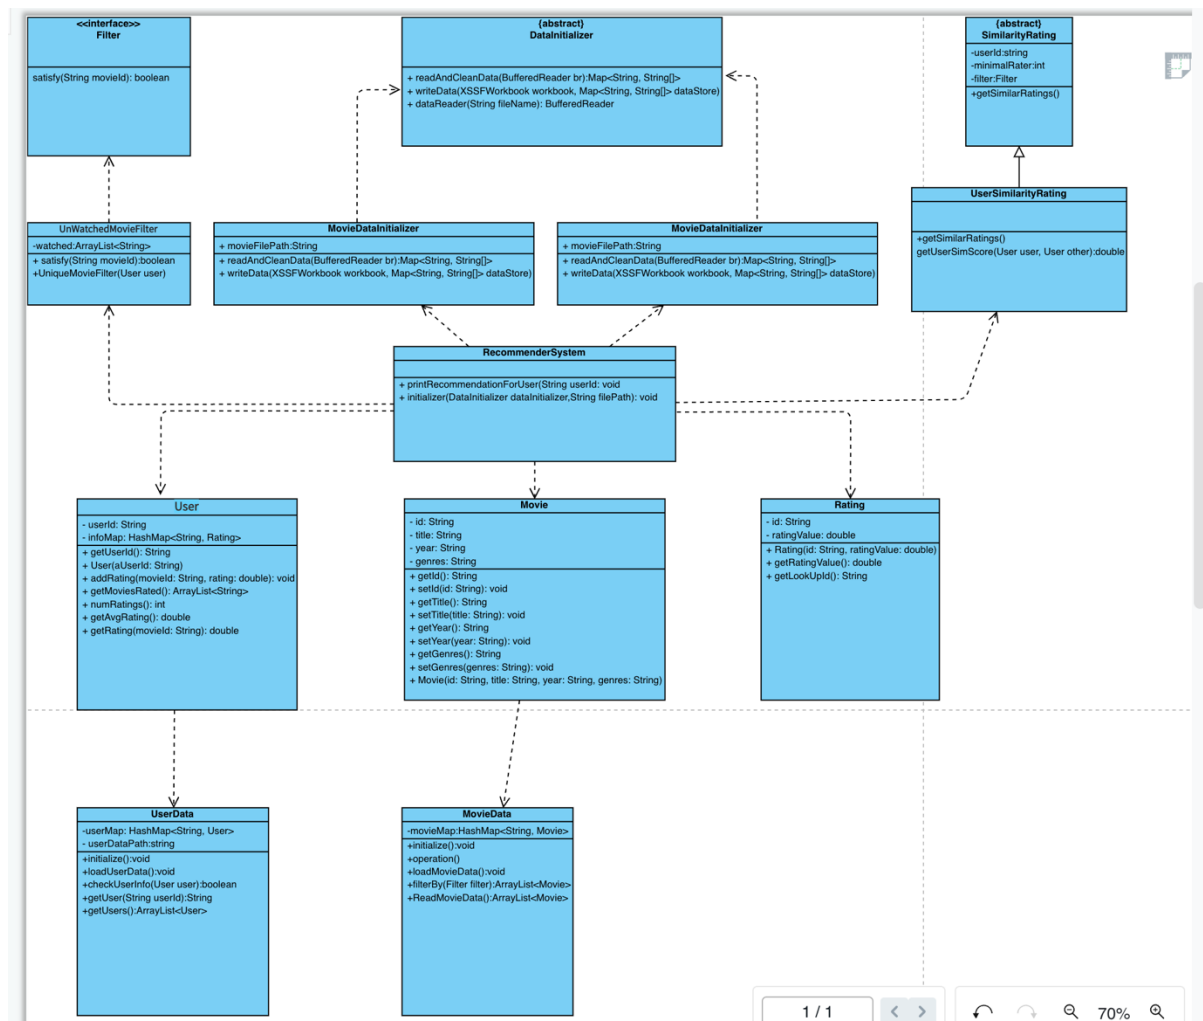 <<interface>>
Filter
satisfy(String movieId): boolean
{abstract}
DataInitializer
+ readAndCleanData(BufferedReader br):Map<String, String[]>
+ writeData(XSSFWorkbook workbook, Map<String, String[]> dataStore)
+ dataReader(String fileName): BufferedReader
{abstract}
SimilarityRating
-userId:string
-minimalRater:int
-filter:Filter
+getSimilarRatings()
UnWatchedMovieFilter
-watched:ArrayList<String>
+ satisfy(String movieId):boolean
+UniqueMovieFilter(User user)
MovieDataInitializer
+ movieFilePath:String
+ readAndCleanData(BufferedReader br):Map<String, String[]>
+ writeData(XSSFWorkbook workbook, Map<String, String[]> dataStore)
MovieDataInitializer
+ movieFilePath:String
+ readAndCleanData(BufferedReader br):Map<String, String[]>
+ writeData(XSSFWorkbook workbook, Map<String, String[]> dataStore)
UserSimilarityRating
+getSimilarRatings()
getUserSimScore(User user, User other):double
RecommenderSystem
+ printRecommendationForUser(String userId: void
+ initializer(DataInitializer dataInitializer,String filePath): void
User
- userId: String
- infoMap: HashMap<String, Rating>
+ getUserId(): String
+ User(aUserId: String)
+ addRating(movieId: String, rating: double): void
+ getMoviesRated(): ArrayList<String>
+ numRatings(): int
+ getAvgRating(): double
+ getRating(movieId: String): double
Movie
- id: String
- title: String
- year: String
- genres: String
+ getId(): String
+ setId(id: String): void
+ getTitle(): String
+ setTitle(title: String): void
+ getYear(): String
+ setYear(year: String): void
+ getGenres(): String
+ setGenres(genres: String): void
+ Movie(id: String, title: String, year: String, genres: String)
Rating
- id: String
- ratingValue: double
+ Rating(id: String, ratingValue: double)
+ getRatingValue(): double
+ getLookUpId(): String
UserData
-userMap: HashMap<String, User>
- userDataPath:string
+initialize():void
+loadUserData():void
+checkUserInfo(User user):boolean
+getUser(String userId):String
+getUsers():ArrayList<User>
MovieData
-movieMap:HashMap<String, Movie>
+initialize():void
+operation()
+loadMovieData():void
+filterBy(Filter filter):ArrayList<Movie>
+ReadMovieData():ArrayList<Movie>
1 / 1
70%